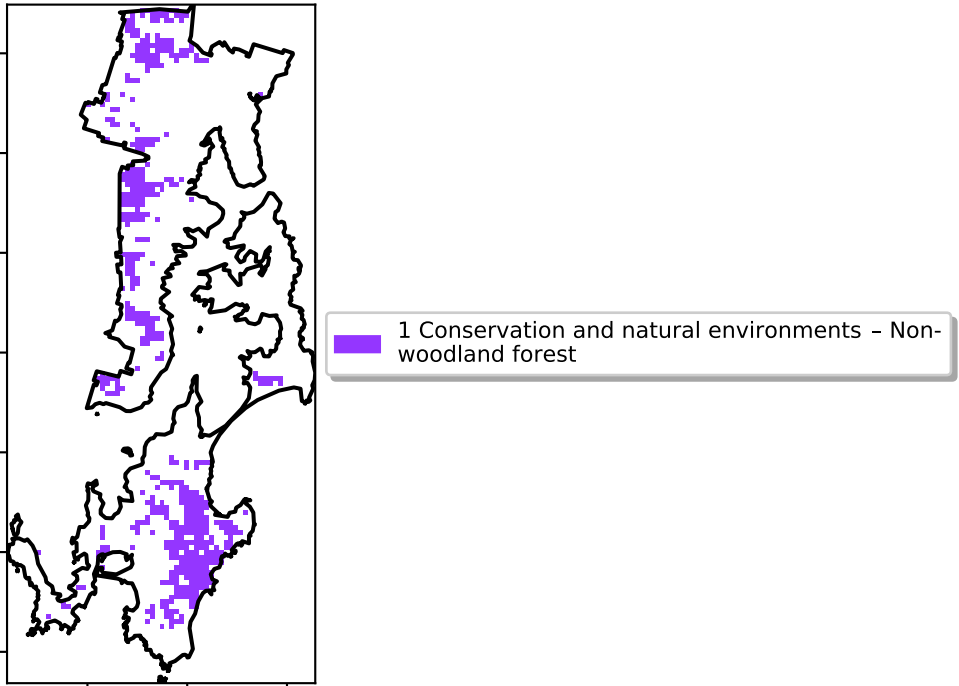 1 Conservation and natural environments – Non-
woodland forest